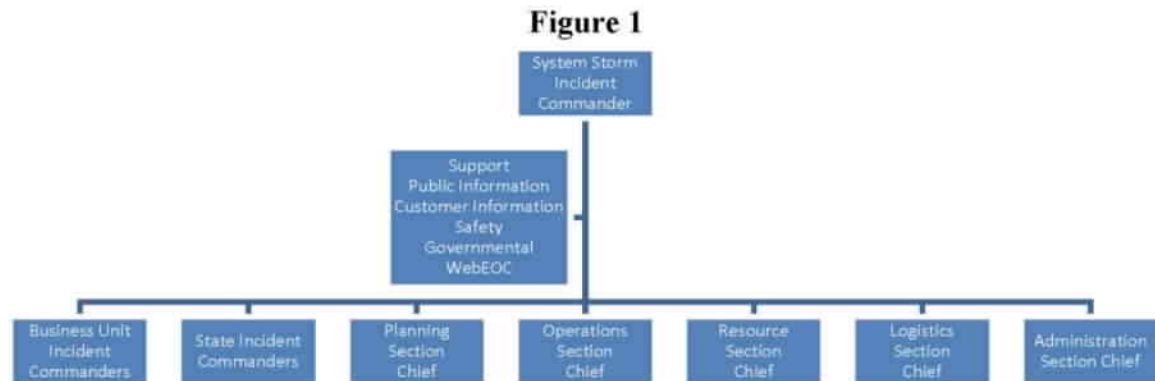 Figure 1
System Storm
Incident
Commander
Support
Public Information
Customer Information
Safety
Governmental
WebEOC
Business Unit
Incident
Commanders
State Incident
Commanders
Planning
Section
Chief
Operations
Section
Chief
Resource
Section
Chief
Logistics
Section
Chief
Administration
Section Chief